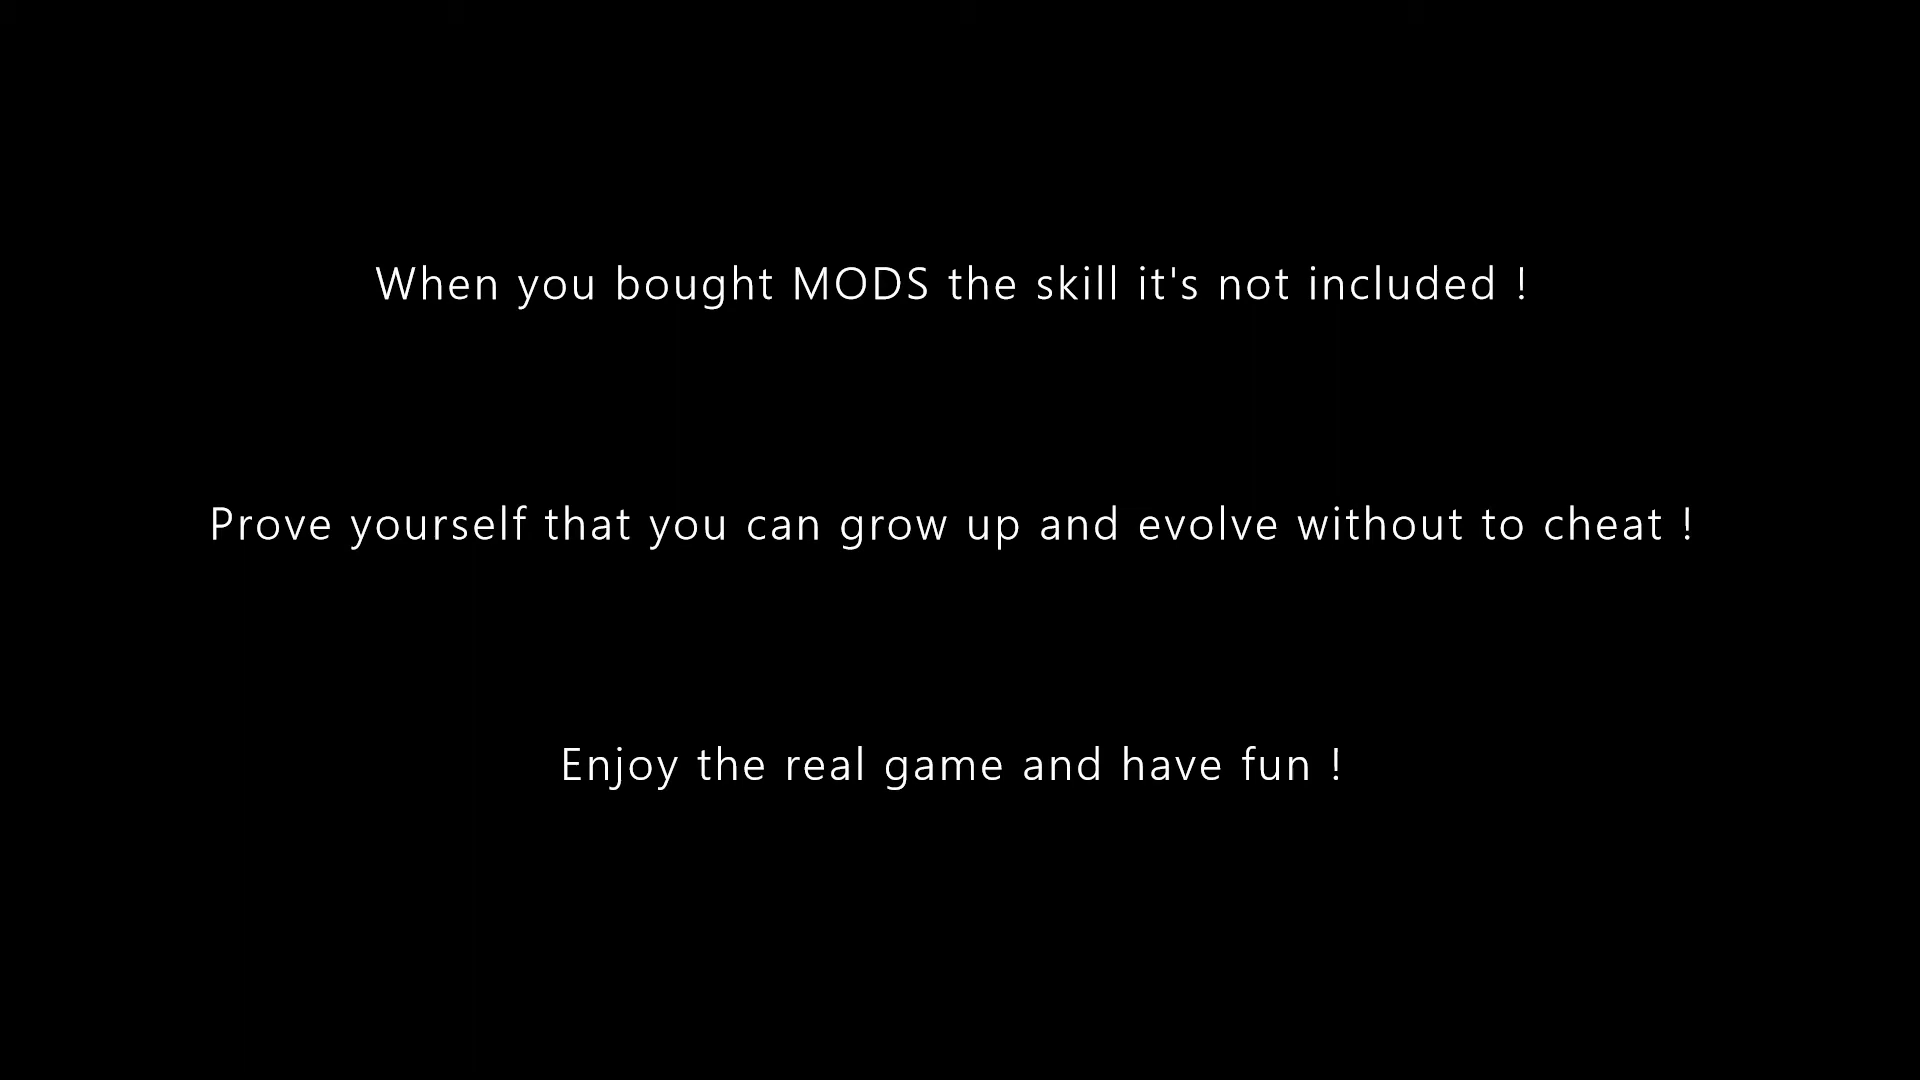 When you bought MODS the skill it's not included !
Prove yourself that you can grow up and evolve without to cheat !
Enjoy the real game and have fun !